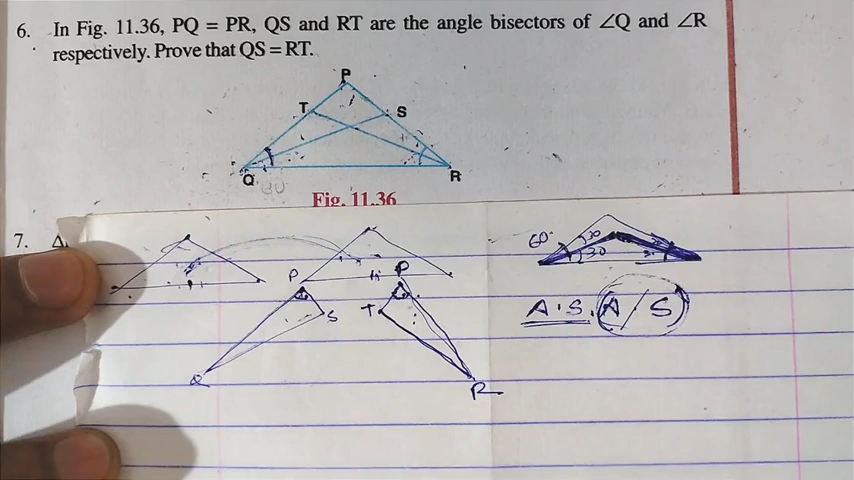 6. In Fig. 11.36, PQ = PR, QS and RT are the angle bisectors of ∠Q and ∠R
respectively. Prove that QS = RT.
P
T
S
Q
R
Fig. 11.36
7.
60°
30
30
P
P
S
T
A.S.(A/S)
Q
R